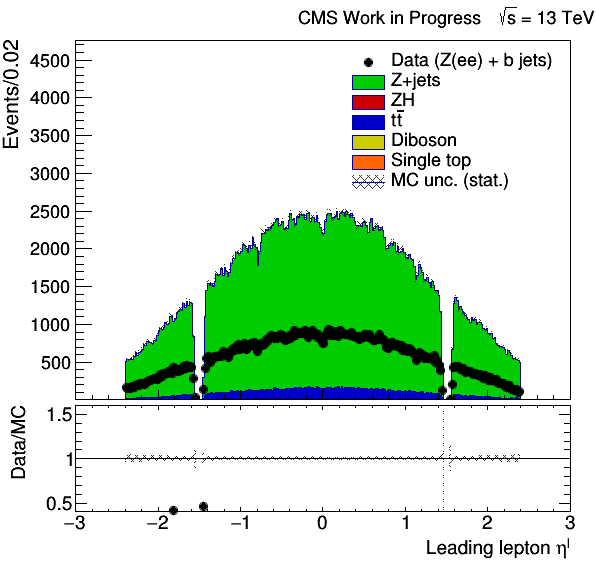 CMS Work in Progress √s = 13 TeV
Events/0.02
4500
4000
3500
3000
2500
2000
1500
1000
500
Data (Z(ee) + b jets)
Z+jets
ZH
tt̅
Diboson
Single top
MC unc. (stat.)
Data/MC
1.5
1
0.5
−3 −2 −1 0 1 2 3
Leading lepton ηˡ